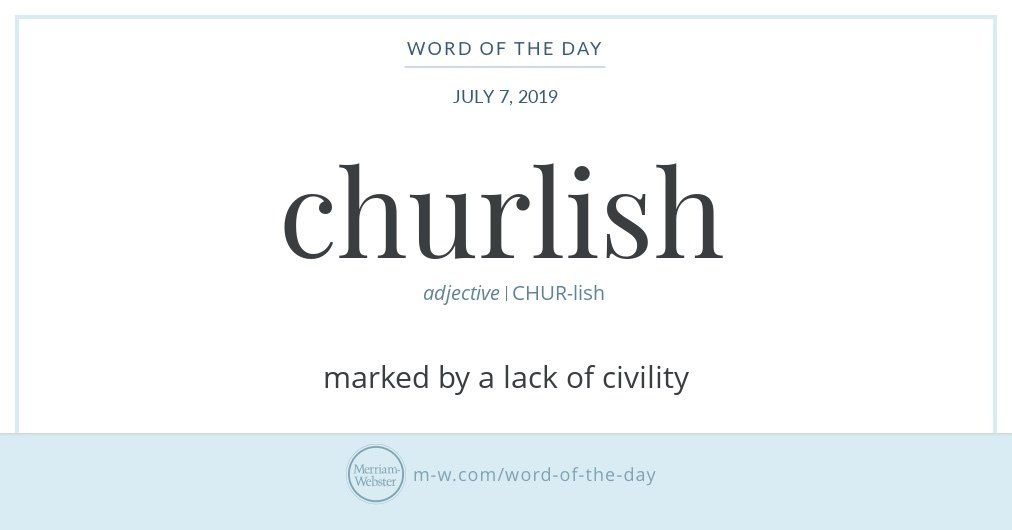 WORD OF THE DAY
JULY 7, 2019
churlish
adjective | CHUR-lish
marked by a lack of civility
Merriam-
Webster
m-w.com/word-of-the-day